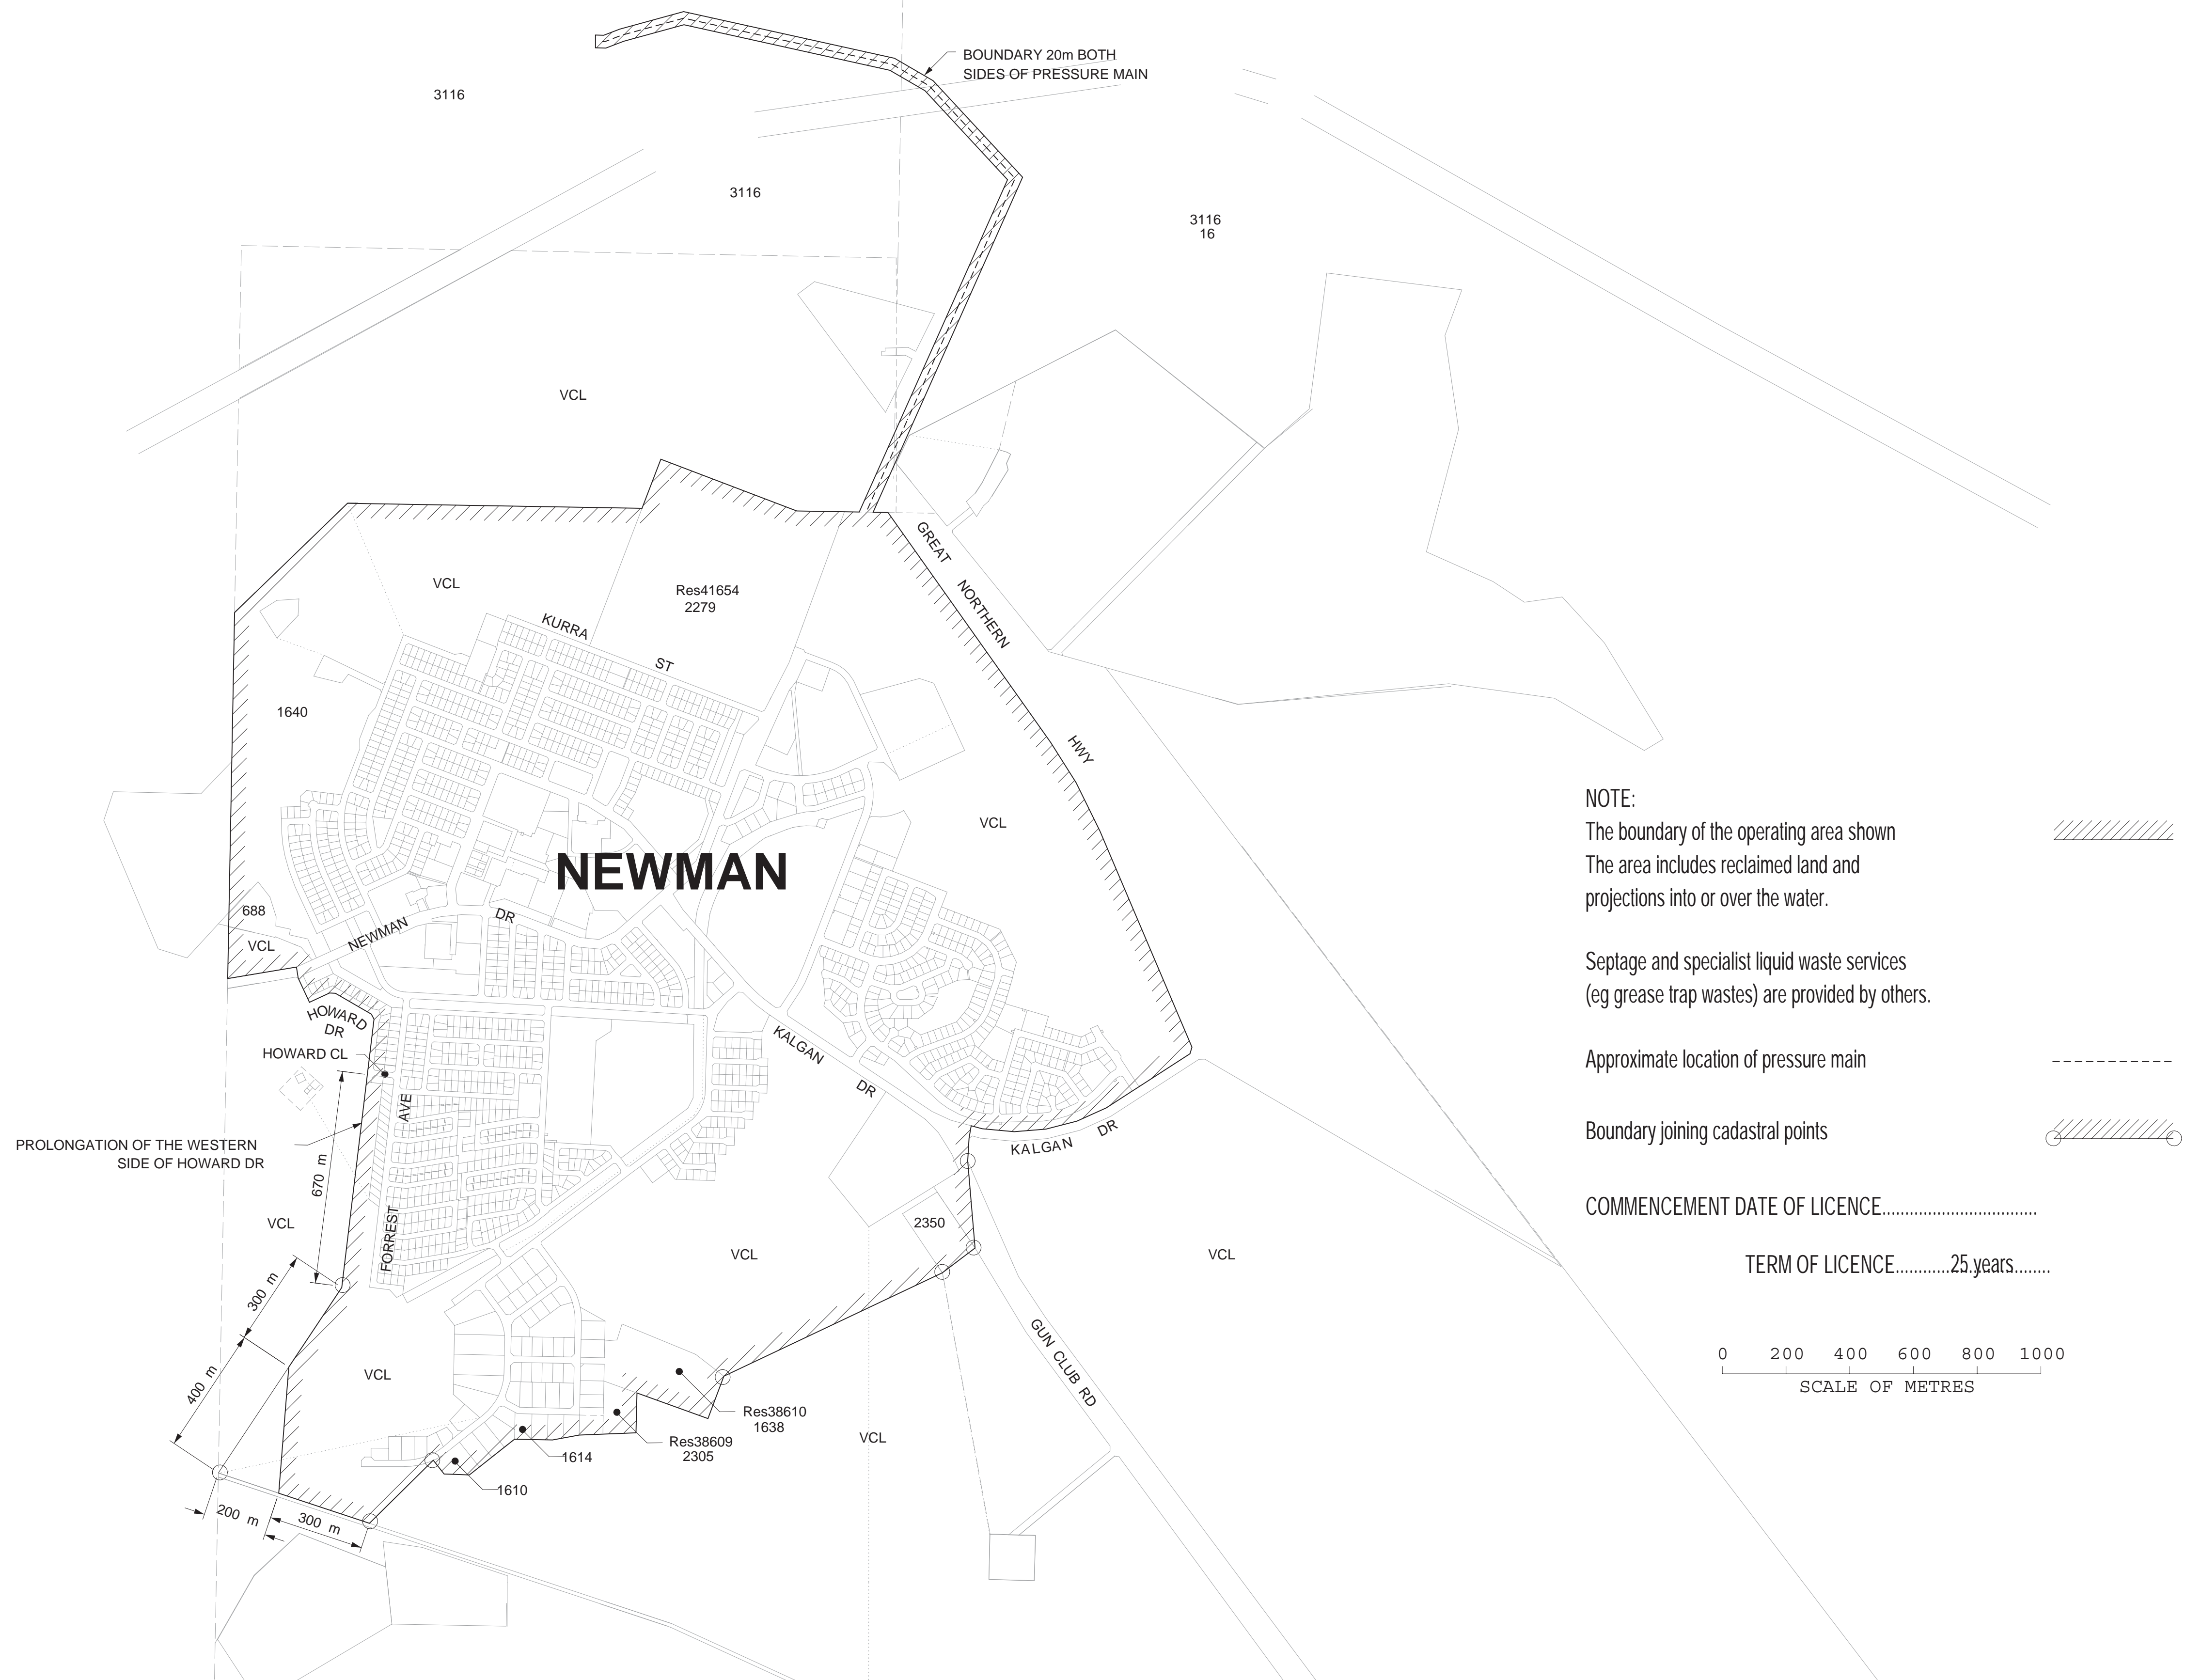 BOUNDARY 20m BOTH
SIDES OF PRESSURE MAIN
3116
3116
3116
16
VCL
GREAT NORTHERN HWY
VCL
Res41654
2279
KURRA ST
1640
VCL
NEWMAN
688
VCL
NEWMAN DR
HOWARD
DR
HOWARD CL
KALGAN DR
AVE
KALGAN DR
PROLONGATION OF THE WESTERN
SIDE OF HOWARD DR
670 m
FORREST
VCL
2350
VCL
VCL
300 m
400 m
VCL
GUN CLUB RD
Res38610
1638
VCL
Res38609
2305
1614
1610
200 m
300 m
NOTE:
The boundary of the operating area shown
The area includes reclaimed land and
projections into or over the water.
Septage and specialist liquid waste services
(eg grease trap wastes) are provided by others.
Approximate location of pressure main
Boundary joining cadastral points
COMMENCEMENT DATE OF LICENCE..................................
TERM OF LICENCE............25 years........
0 200 400 600 800 1000
SCALE OF METRES